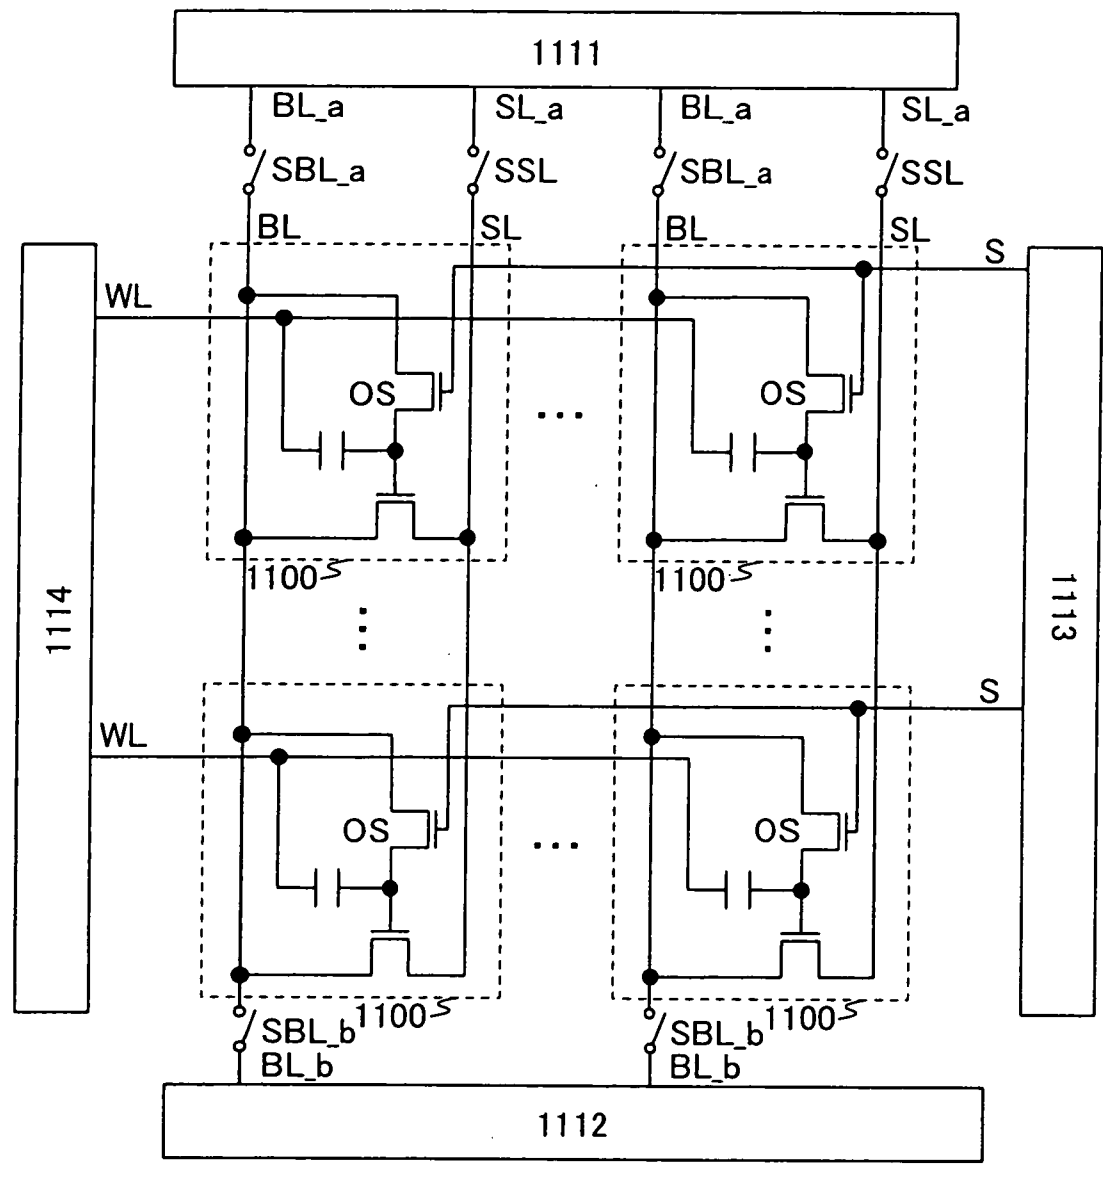 1111
BL_a
SL_a
BL_a
SL_a
SBL_a
SSL
SBL_a
SSL
BL
SL
BL
SL
S
WL
OS
OS
...
1100
1100
1114
1113
S
WL
OS
OS
...
1100
1100
SBL_b
SBL_b
BL_b
BL_b
1112